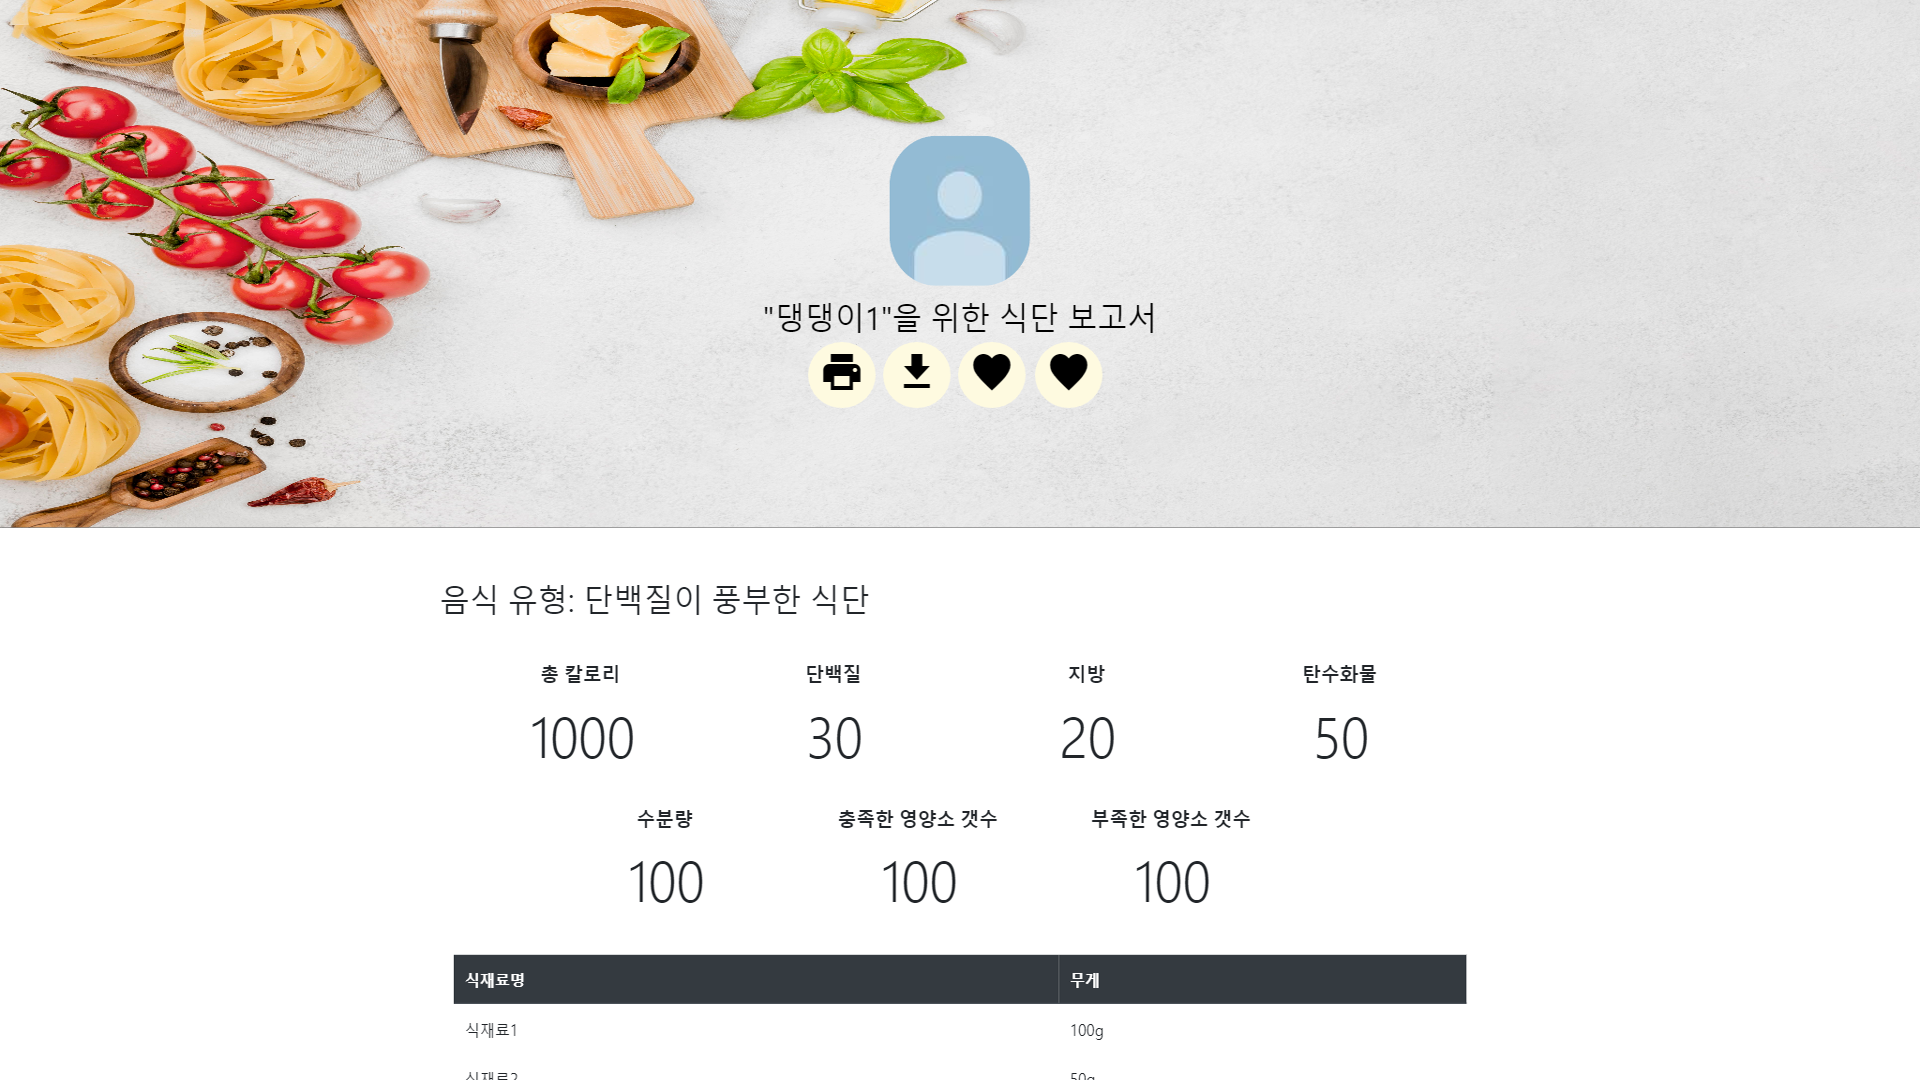 "댕댕이1"을 위한 식단 보고서
음식 유형: 단백질이 풍부한 식단
총 칼로리 단백질 지방 탄수화물
1000 30 20 50
수분량 충족한 영양소 갯수 부족한 영양소 갯수
100 100 100
식재료명 무게
식재료1 100g
식재료2 50g